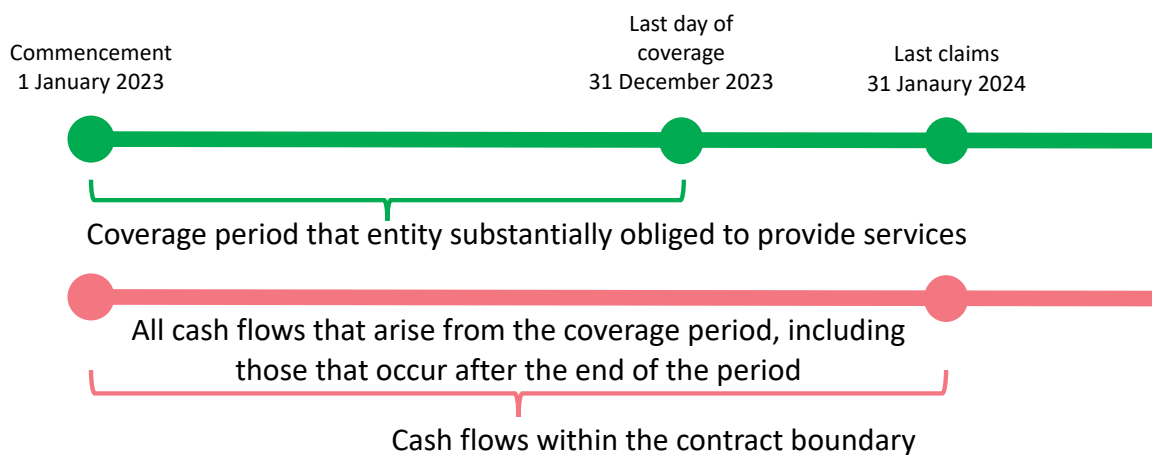 Commencement
1 January 2023
Last day of
coverage
31 December 2023
Last claims
31 Janaury 2024
Coverage period that entity substantially obliged to provide services
All cash flows that arise from the coverage period, including
those that occur after the end of the period
Cash flows within the contract boundary